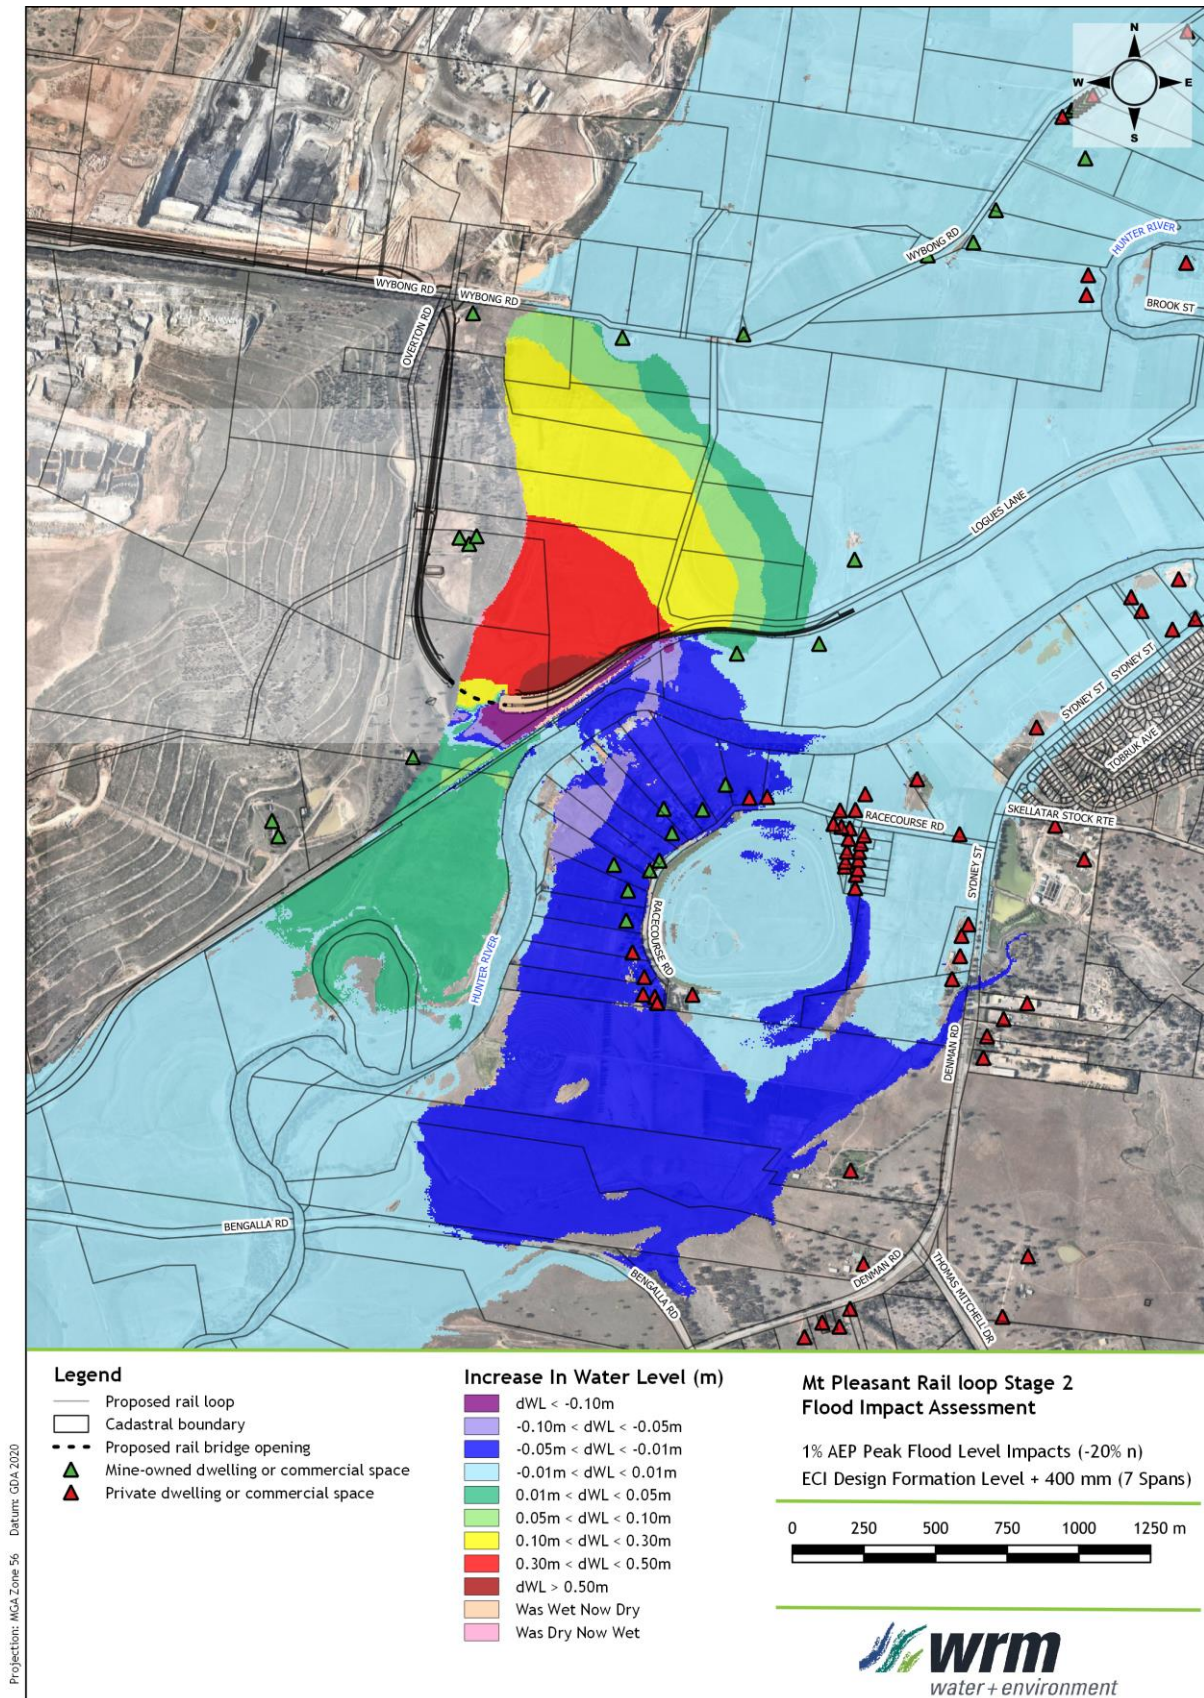 N
W
E
S
WYBONG RD
HUNTER RIVER
BROOK ST
WYBONG RD
WYBONG RD
OVERTON RD
LOGUES LANE
SYDNEY ST
SYDNEY ST
TOBRUK AVE
SKELLATAR STOCK RTE
RACECOURSE RD
SYDNEY ST
RACECOURSE RD
HUNTER RIVER
DENMAN RD
BENGALLA RD
BENGALLA RD
DENMAN RD
THOMAS MITCHELL DR
Legend
Proposed rail loop
Cadastral boundary
Proposed rail bridge opening
Mine-owned dwelling or commercial space
Private dwelling or commercial space
Increase In Water Level (m)
dWL < -0.10m
-0.10m < dWL < -0.05m
-0.05m < dWL < -0.01m
-0.01m < dWL < 0.01m
0.01m < dWL < 0.05m
0.05m < dWL < 0.10m
0.10m < dWL < 0.30m
0.30m < dWL < 0.50m
dWL > 0.50m
Was Wet Now Dry
Was Dry Now Wet
Mt Pleasant Rail loop Stage 2
Flood Impact Assessment
1% AEP Peak Flood Level Impacts (-20% n)
ECI Design Formation Level + 400 mm (7 Spans)
0 250 500 750 1000 1250 m
wrm
water + environment
Projection: MGA Zone 56 Datum: GDA 2020